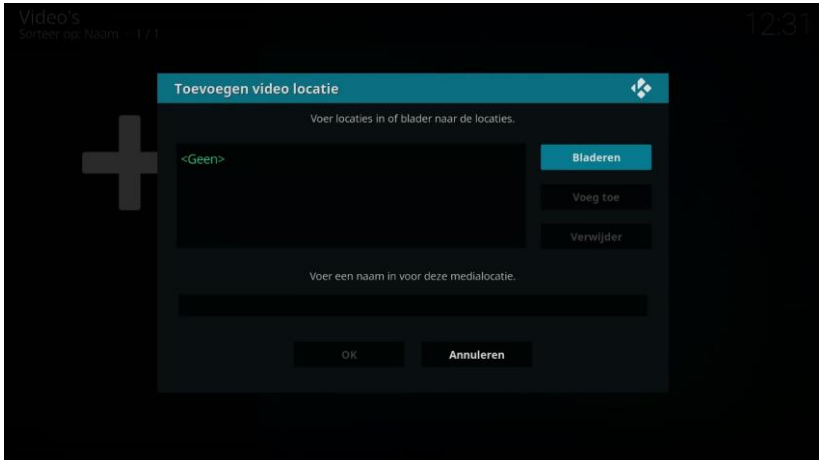 Video's
Sorteer op: Naam – 1 / 1
12:31
Toevoegen video locatie
Voer locaties in of blader naar de locaties.
<Geen>
Bladeren
Voeg toe
Verwijder
Voer een naam in voor deze medialocatie.
OK
Annuleren